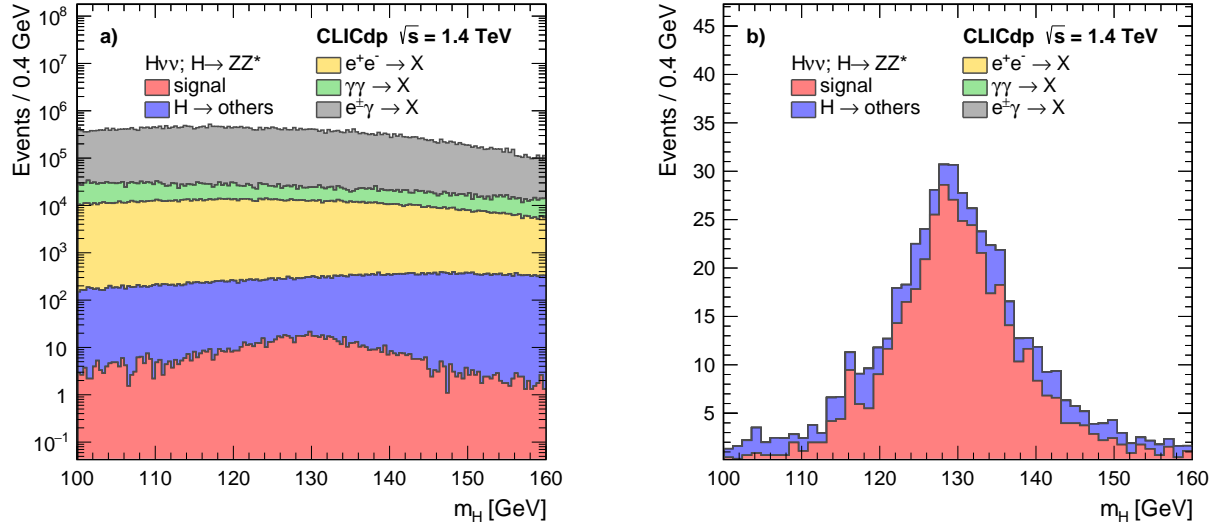 a)
CLICdp √s = 1.4 TeV
Hνν; H→ ZZ*
signal
H → others
e⁺e⁻ → X
γγ → X
e±γ → X
Events / 0.4 GeV
10⁸
10⁷
10⁶
10⁵
10⁴
10³
10²
10
1
10⁻¹
100 110 120 130 140 150 160
m_H [GeV]
b)
CLICdp √s = 1.4 TeV
Hνν; H→ ZZ*
signal
H → others
e⁺e⁻ → X
γγ → X
e±γ → X
Events / 0.4 GeV
45
40
35
30
25
20
15
10
5
100 110 120 130 140 150 160
m_H [GeV]